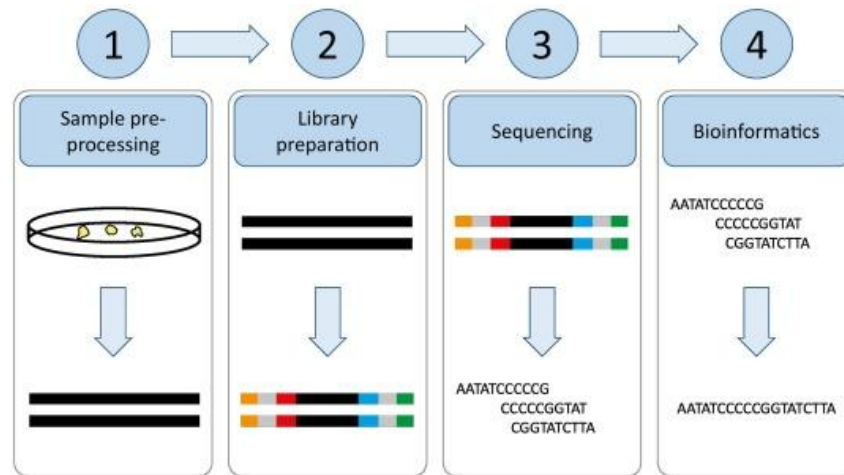 1
2
3
4
Sample pre-
processing
Library
preparation
Sequencing
Bioinformatics
AATATCCCCCG
CCCCCGGTAT
CGGTATCTTA
AATATCCCCCG
CCCCCGGTAT
CGGTATCTTA
AATATCCCCCGGTATCTTA